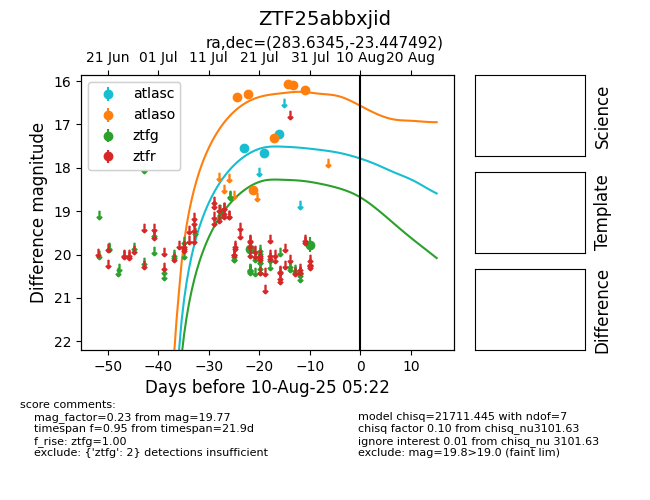 ZTF25abbxjid
ra,dec=(283.6345,-23.447492)
21 Jun 01 Jul 11 Jul 21 Jul 31 Jul 10 Aug 20 Aug
atlasc
atlaso
ztfg
ztfr
16
17
18
19
20
21
22
Difference magnitude
−50 −40 −30 −20 −10 0 10
Days before 10-Aug-25 05:22
Science
Template
Difference
score comments:
mag_factor=0.23 from mag=19.77
timespan f=0.95 from timespan=21.9d
f_rise: ztfg=1.00
exclude: {'ztfg': 2} detections insufficient
model chisq=21711.445 with ndof=7
chisq factor 0.10 from chisq_nu3101.63
ignore interest 0.01 from chisq_nu 3101.63
exclude: mag=19.8>19.0 (faint lim)